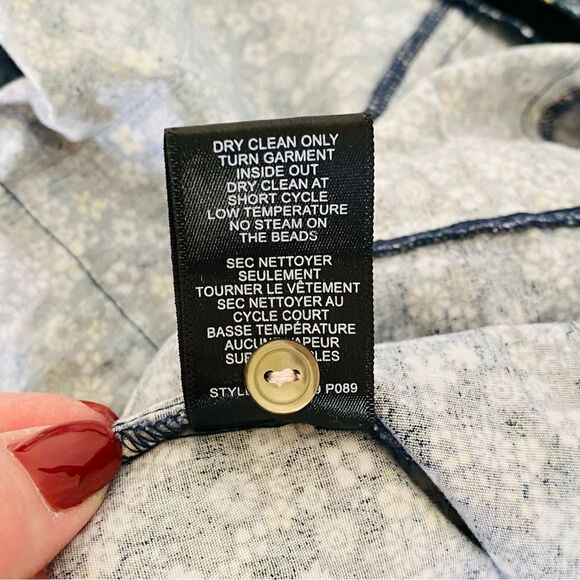 DRY CLEAN ONLY
TURN GARMENT
INSIDE OUT
DRY CLEAN AT
SHORT CYCLE
LOW TEMPERATURE
NO STEAM ON
THE BEADS
SEC NETTOYER
SEULEMENT
TOURNER LE VÊTEMENT
SEC NETTOYER AU
CYCLE COURT
BASSE TEMPÉRATURE
P089